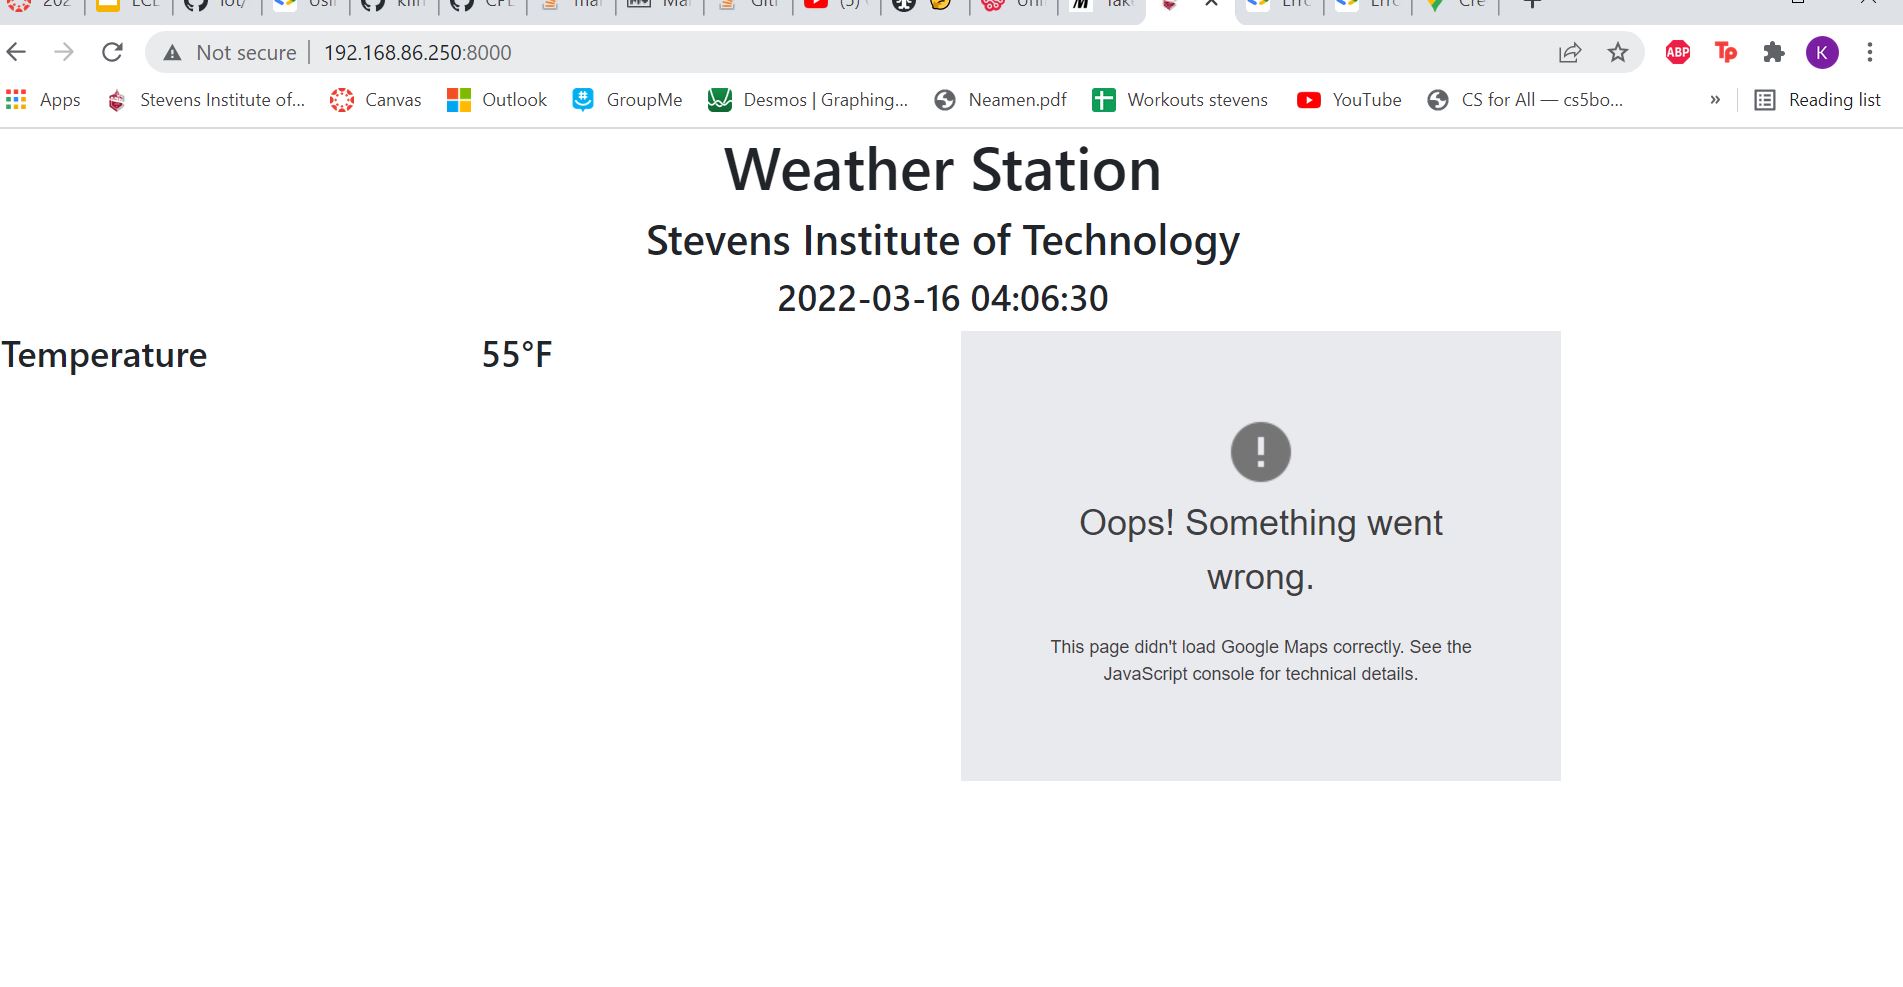 Not secure 192.168.86.250:8000 ABP Tp K
Apps Stevens Institute of... Canvas Outlook GroupMe Desmos | Graphing... Neamen.pdf Workouts stevens YouTube CS for All — cs5bo... » Reading list
Weather Station
Stevens Institute of Technology
2022-03-16 04:06:30
Temperature 55°F
Oops! Something went
wrong.
This page didn't load Google Maps correctly. See the
JavaScript console for technical details.